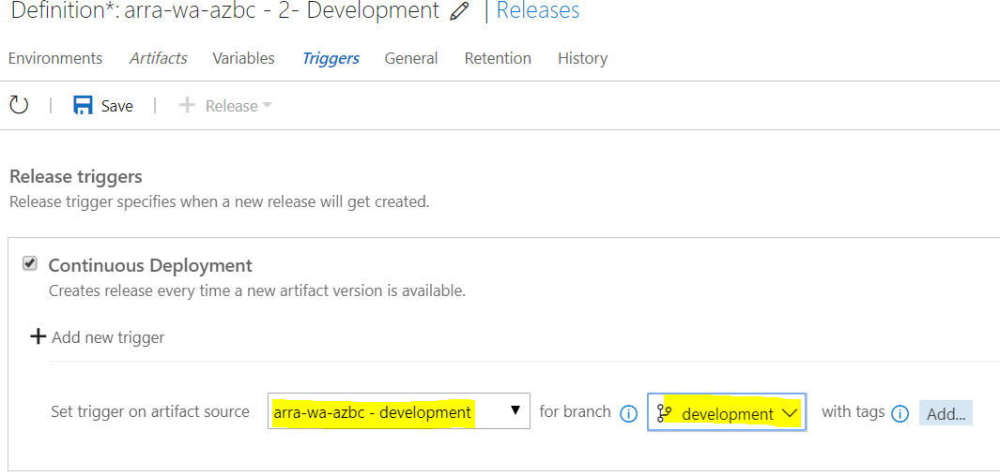 Definition*: arra-wa-azbc - 2- Development | Releases
Environments Artifacts Variables Triggers General Retention History
Save | + Release
Release triggers
Release trigger specifies when a new release will get created.
Continuous Deployment
Creates release every time a new artifact version is available.
+ Add new trigger
Set trigger on artifact source arra-wa-azbc - development for branch development with tags Add...